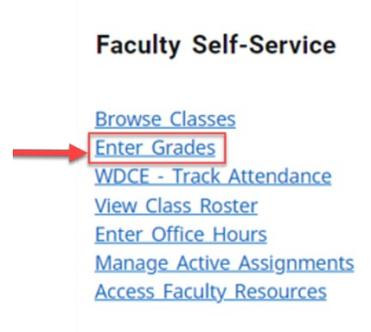 Faculty Self-Service
Browse Classes
Enter Grades
WDCE - Track Attendance
View Class Roster
Enter Office Hours
Manage Active Assignments
Access Faculty Resources